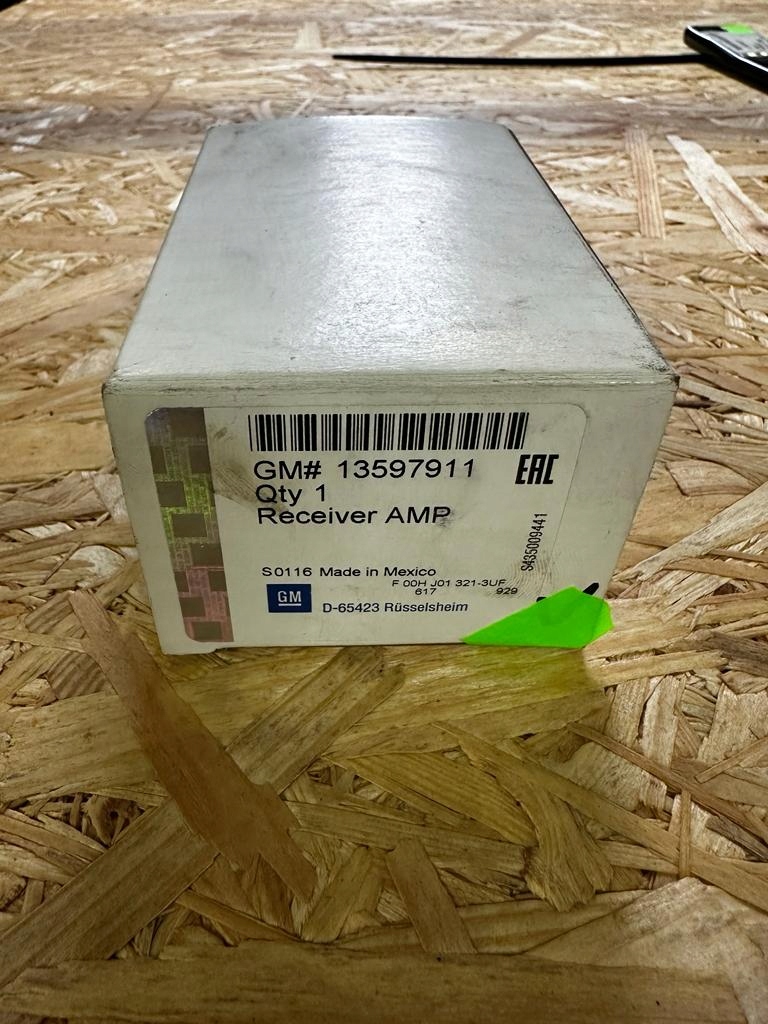 GM# 13597911
EAC
Qty 1
Receiver AMP
S435009441
S0116 Made in Mexico
F 00H J01 321-3UF
617 929
GM
D-65423 Rüsselsheim